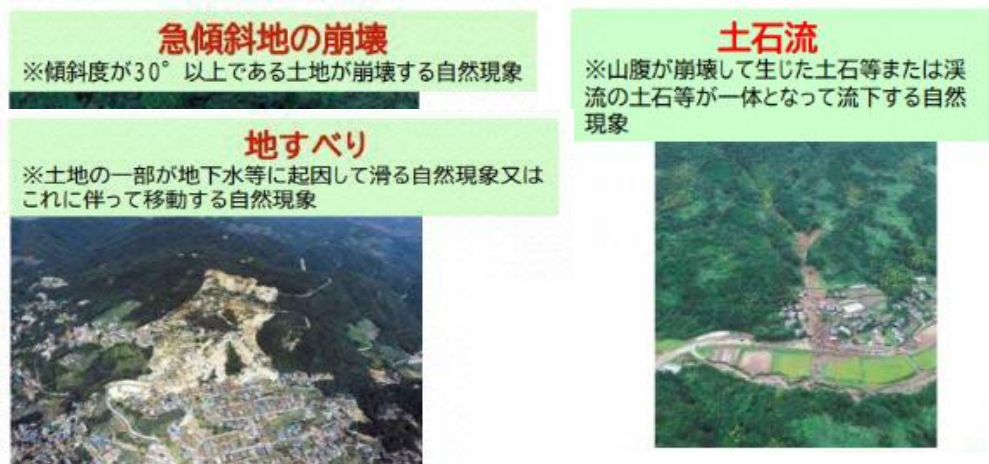 急傾斜地の崩壊
※傾斜度が30°以上である土地が崩壊する自然現象
地すべり
※土地の一部が地下水等に起因して滑る自然現象又は
これに伴って移動する自然現象
土石流
※山腹が崩壊して生じた土石等または渓
流の土石等が一体となって流下する自然
現象